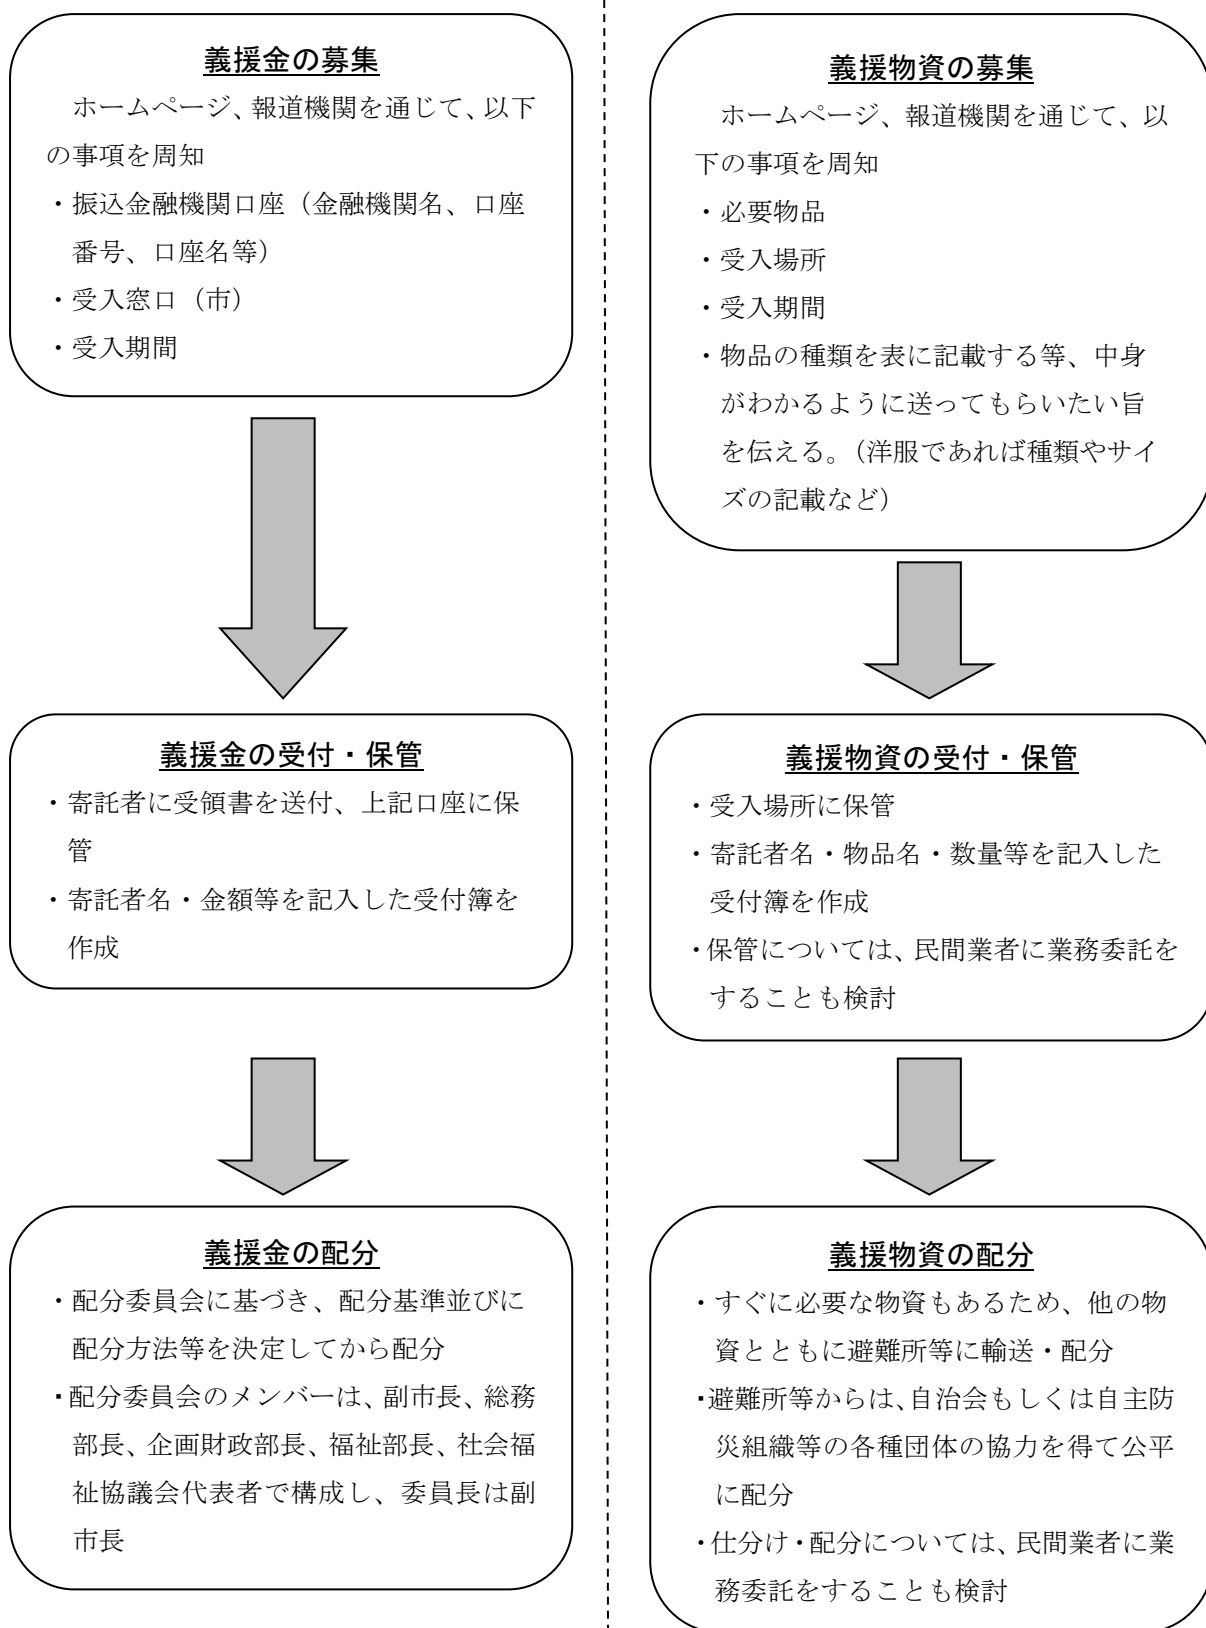 義援金の募集
ホームページ、報道機関を通じて、以下
の事項を周知
・振込金融機関口座（金融機関名、口座
番号、口座名等）
・受入窓口（市）
・受入期間
義援金の受付・保管
・寄託者に受領書を送付、上記口座に保
管
・寄託者名・金額等を記入した受付簿を
作成
義援金の配分
・配分委員会に基づき、配分基準並びに
配分方法等を決定してから配分
・配分委員会のメンバーは、副市長、総務
部長、企画財政部長、福祉部長、社会福
祉協議会代表者で構成し、委員長は副
市長
義援物資の募集
ホームページ、報道機関を通じて、以
下の事項を周知
・必要物品
・受入場所
・受入期間
・物品の種類を表に記載する等、中身
がわかるように送ってもらいたい旨
を伝える。（洋服であれば種類やサイ
ズの記載など）
義援物資の受付・保管
・受入場所に保管
・寄託者名・物品名・数量等を記入した
受付簿を作成
・保管については、民間業者に業務委託を
することも検討
義援物資の配分
・すぐに必要な物資もあるため、他の物
資とともに避難所等に輸送・配分
・避難所等からは、自治会もしくは自主防
災組織等の各種団体の協力を得て公平
に配分
・仕分け・配分については、民間業者に業
務委託をすることも検討